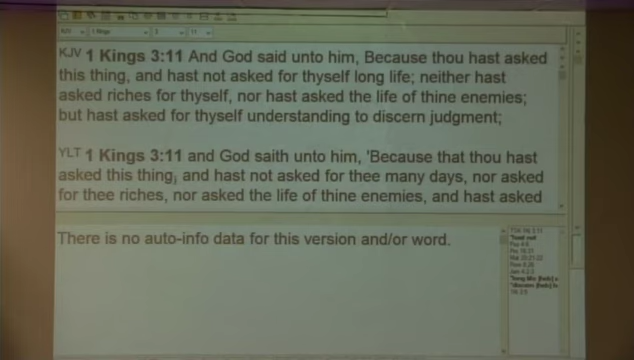 KJV 1 Kings 3 11
KJV 1 Kings 3:11 And God said unto him, Because thou hast asked
this thing, and hast not asked for thyself long life; neither hast
asked riches for thyself, nor hast asked the life of thine enemies;
but hast asked for thyself understanding to discern judgment;
YLT 1 Kings 3:11 and God saith unto him, 'Because that thou hast
asked this thing, and hast not asked for thee many days, nor asked
for thee riches, nor asked the life of thine enemies, and hast asked
There is no auto-info data for this version and/or word.